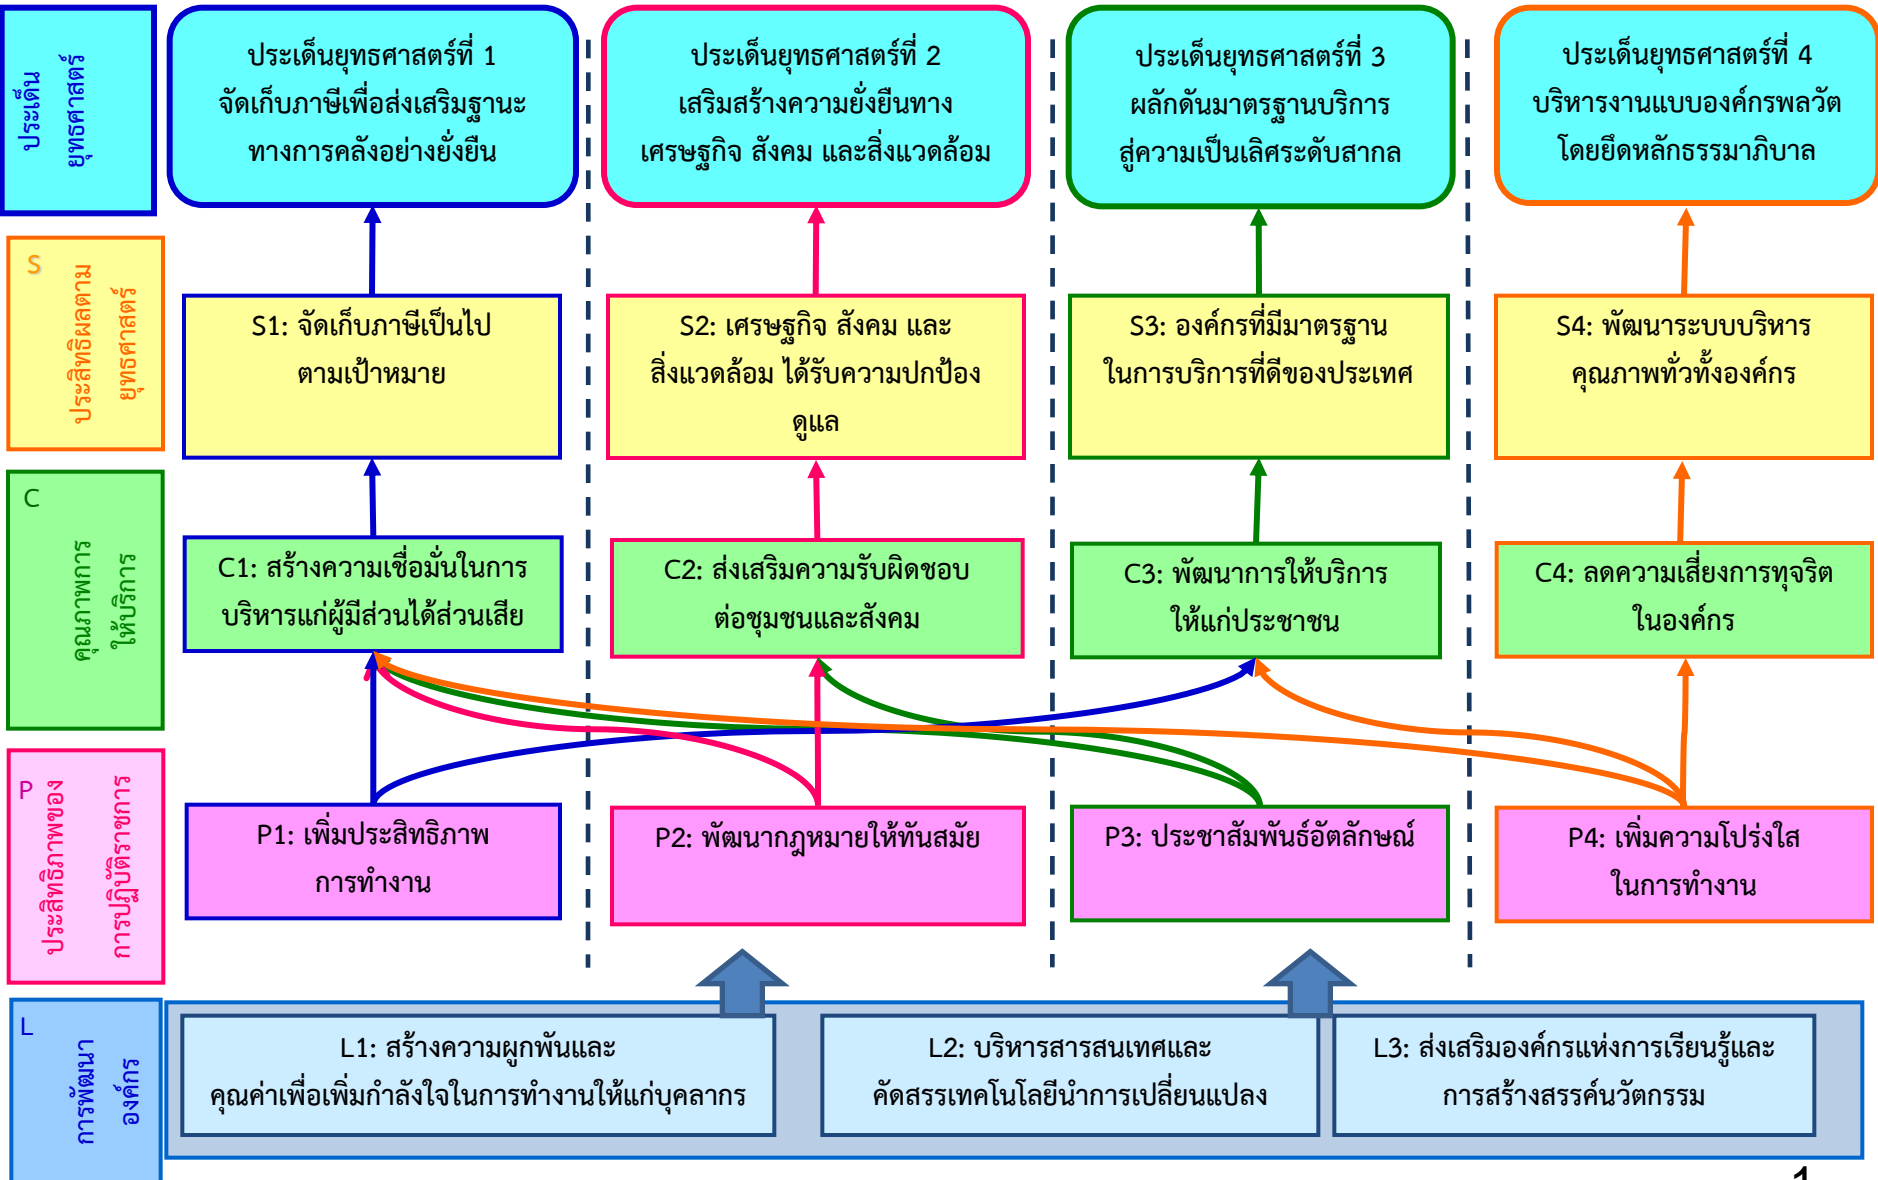 ประเด็น
ยุทธศาสตร์
ประเด็นยุทธศาสตร์ที่ 1
จัดเก็บภาษีเพื่อส่งเสริมฐานะ
ทางการคลังอย่างยั่งยืน
ประเด็นยุทธศาสตร์ที่ 2
เสริมสร้างความยั่งยืนทาง
เศรษฐกิจ สังคม และสิ่งแวดล้อม
ประเด็นยุทธศาสตร์ที่ 3
ผลักดันมาตรฐานบริการ
สู่ความเป็นเลิศระดับสากล
ประเด็นยุทธศาสตร์ที่ 4
บริหารงานแบบองค์กรพลวัต
โดยยึดหลักธรรมาภิบาล
S
ประสิทธิผลตาม
ยุทธศาสตร์
S1: จัดเก็บภาษีเป็นไป
ตามเป้าหมาย
S2: เศรษฐกิจ สังคม และ
สิ่งแวดล้อม ได้รับความปกป้อง
ดูแล
S3: องค์กรที่มีมาตรฐาน
ในการบริการที่ดีของประเทศ
S4: พัฒนาระบบบริหาร
คุณภาพทั่วทั้งองค์กร
C
คุณภาพการ
ให้บริการ
C1: สร้างความเชื่อมั่นในการ
บริหารแก่ผู้มีส่วนได้ส่วนเสีย
C2: ส่งเสริมความรับผิดชอบ
ต่อชุมชนและสังคม
C3: พัฒนาการให้บริการ
ให้แก่ประชาชน
C4: ลดความเสี่ยงการทุจริต
ในองค์กร
P
ประสิทธิภาพของ
การปฏิบัติราชการ
P1: เพิ่มประสิทธิภาพ
การทำงาน
P2: พัฒนากฎหมายให้ทันสมัย
P3: ประชาสัมพันธ์อัตลักษณ์
P4: เพิ่มความโปร่งใส
ในการทำงาน
L
การพัฒนา
องค์กร
L1: สร้างความผูกพันและ
คุณค่าเพื่อเพิ่มกำลังใจในการทำงานให้แก่บุคลากร
L2: บริหารสารสนเทศและ
คัดสรรเทคโนโลยีนำการเปลี่ยนแปลง
L3: ส่งเสริมองค์กรแห่งการเรียนรู้และ
การสร้างสรรค์นวัตกรรม
1